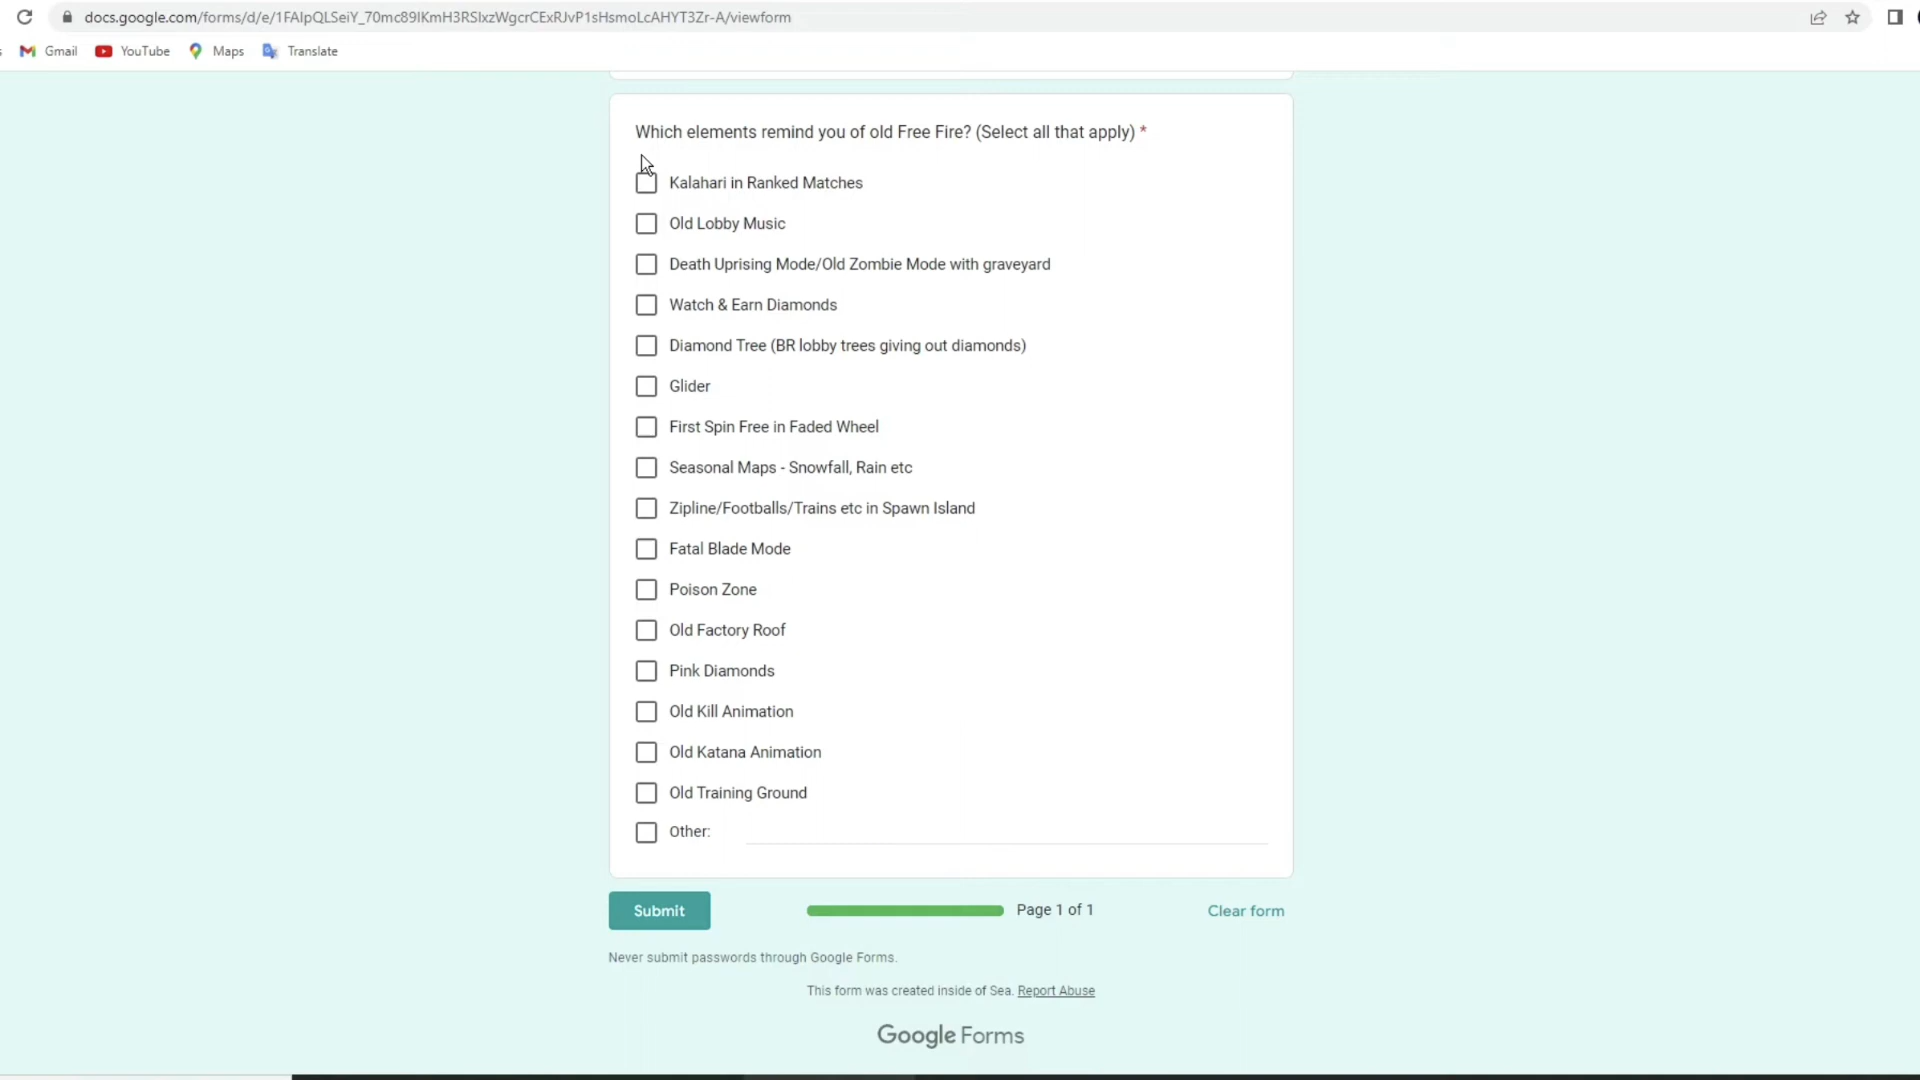 docs.google.com/forms/d/e/1FAIpQLSeiY_70mc89IKmH3RSIxzWgcrCExRJvP1sHsmoLcAHYT3Zr-A/viewform
Gmail YouTube Maps Translate
Which elements remind you of old Free Fire? (Select all that apply) *
Kalahari in Ranked Matches
Old Lobby Music
Death Uprising Mode/Old Zombie Mode with graveyard
Watch & Earn Diamonds
Diamond Tree (BR lobby trees giving out diamonds)
Glider
First Spin Free in Faded Wheel
Seasonal Maps - Snowfall, Rain etc
Zipline/Footballs/Trains etc in Spawn Island
Fatal Blade Mode
Poison Zone
Old Factory Roof
Pink Diamonds
Old Kill Animation
Old Katana Animation
Old Training Ground
Other:
Submit Page 1 of 1 Clear form
Never submit passwords through Google Forms.
This form was created inside of Sea. Report Abuse
Google Forms